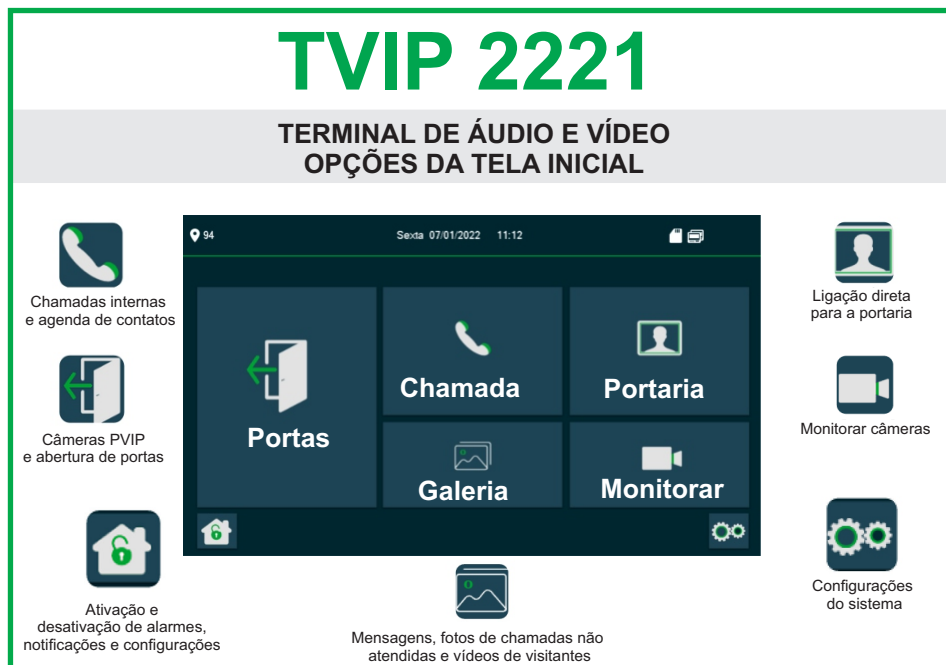 TVIP 2221
TERMINAL DE ÁUDIO E VÍDEO
OPÇÕES DA TELA INICIAL
Chamadas internas
e agenda de contatos
Câmeras PVIP
e abertura de portas
Ativação e
desativação de alarmes,
notificações e configurações
94
Sexta 07/01/2022 11:12
Portas
Chamada
Portaria
Galeria
Monitorar
Mensagens, fotos de chamadas não
atendidas e vídeos de visitantes
Ligação direta
para a portaria
Monitorar câmeras
Configurações
do sistema